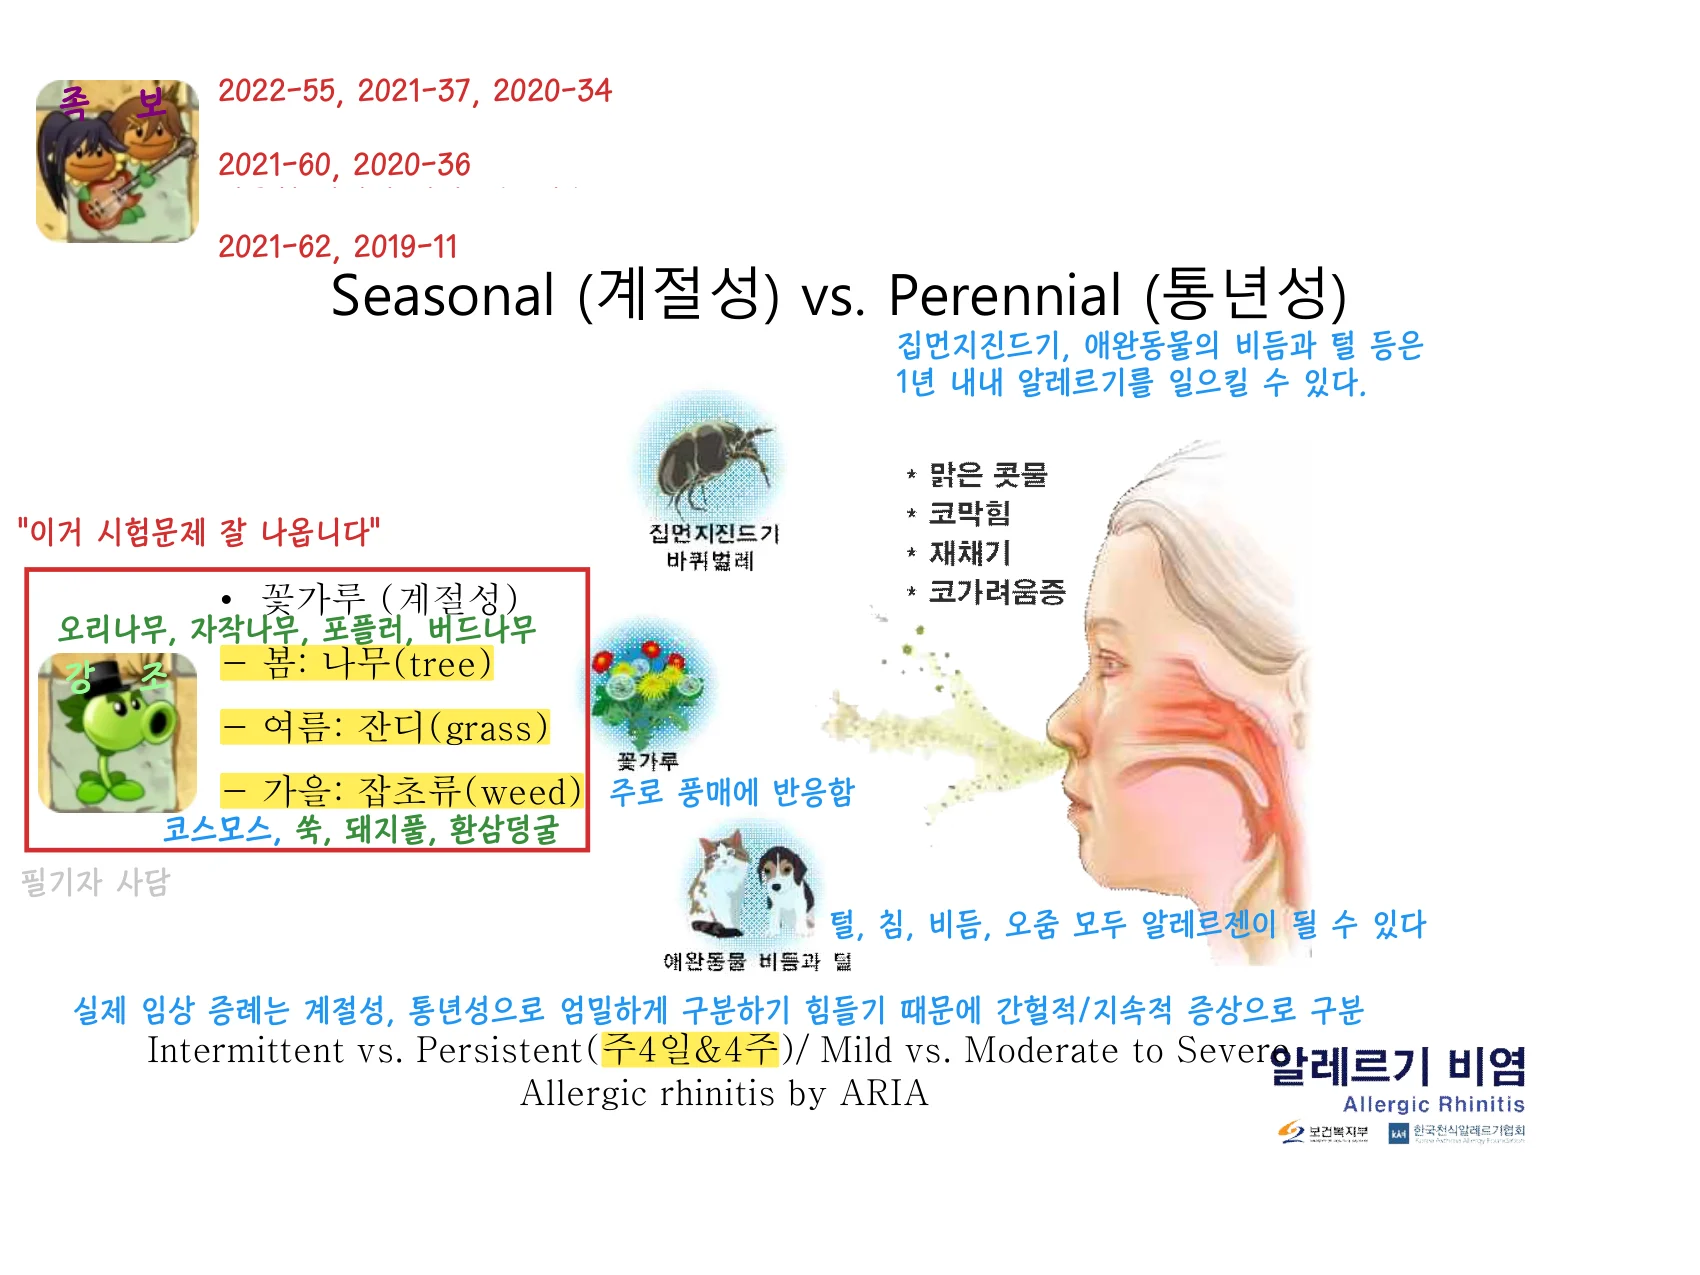 족 보
2022-55, 2021-37, 2020-34
2021-60, 2020-36
2021-62, 2019-11
Seasonal (계절성) vs. Perennial (통년성)
집먼지진드기, 애완동물의 비듬과 털 등은
1년 내내 알레르기를 일으킬 수 있다.
* 맑은 콧물
* 코막힘
* 재채기
* 코가려움증
집먼지진드기
바퀴벌레
"이거 시험문제 잘 나옵니다"
• 꽃가루 (계절성)
오리나무, 자작나무, 포플러, 버드나무
강 조
– 봄: 나무(tree)
– 여름: 잔디(grass)
– 가을: 잡초류(weed)
코스모스, 쑥, 돼지풀, 환삼덩굴
꽃가루
주로 풍매에 반응함
필기자 사담
털, 침, 비듬, 오줌 모두 알레르젠이 될 수 있다
애완동물 비듬과 털
실제 임상 증례는 계절성, 통년성으로 엄밀하게 구분하기 힘들기 때문에 간헐적/지속적 증상으로 구분
Intermittent vs. Persistent(주4일&4주)/ Mild vs. Moderate to Severe
Allergic rhinitis by ARIA
알레르기 비염
Allergic Rhinitis
보건복지부
한국천식알레르기협회